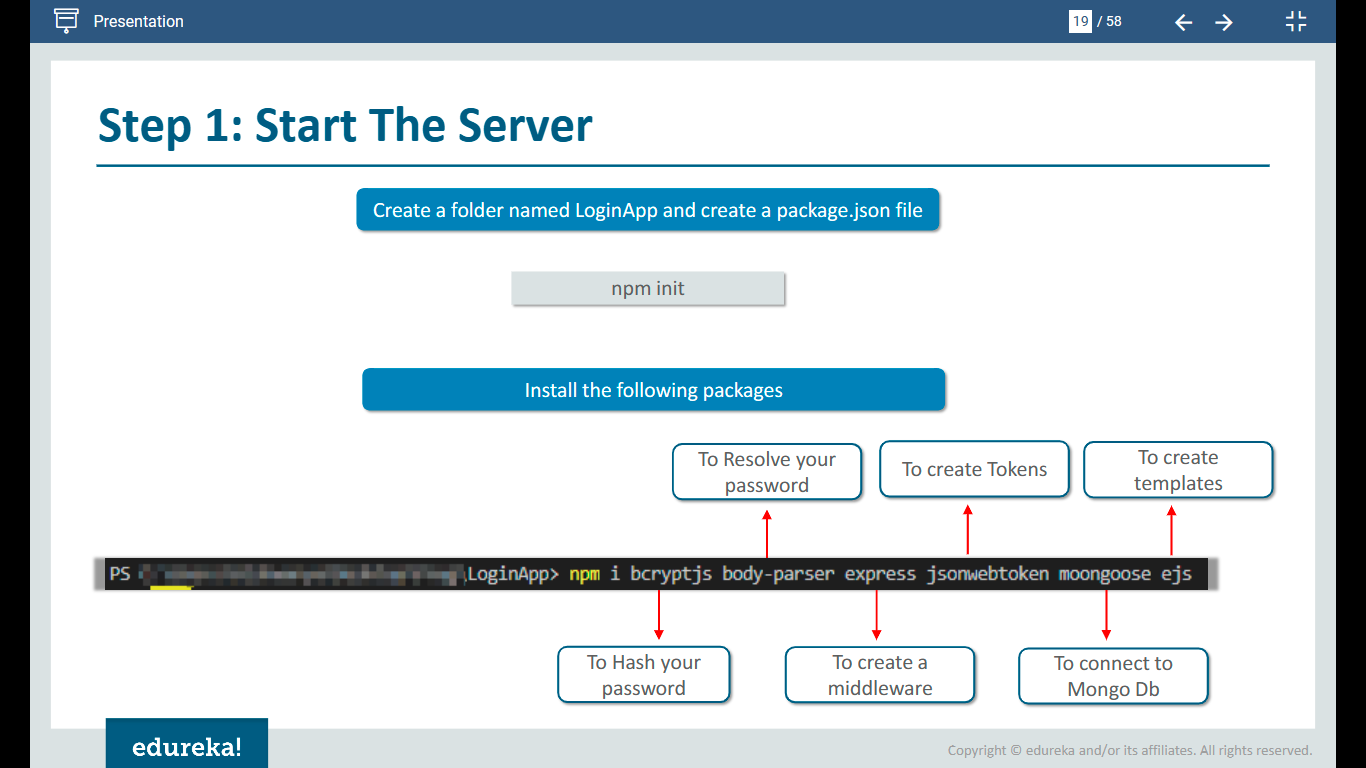 Presentation
19 / 58
Step 1: Start The Server
Create a folder named LoginApp and create a package.json file
npm init
Install the following packages
To Resolve your
password
To create Tokens
To create
templates
PS \LoginApp> npm i bcryptjs body-parser express jsonwebtoken moongoose ejs
To Hash your
password
To create a
middleware
To connect to
Mongo Db
edureka!
Copyright © edureka and/or its affiliates. All rights reserved.